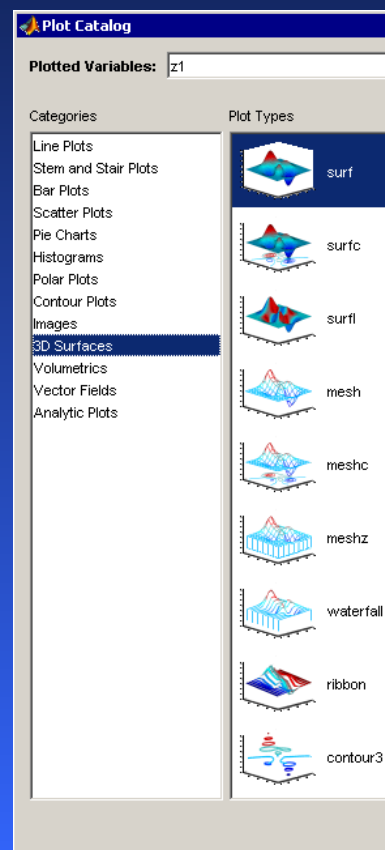 Plot Catalog
Plotted Variables: z1
Categories
Plot Types
Line Plots
Stem and Stair Plots
Bar Plots
Scatter Plots
Pie Charts
Histograms
Polar Plots
Contour Plots
Images
3D Surfaces
Volumetrics
Vector Fields
Analytic Plots
surf
surfc
surfl
mesh
meshc
meshz
waterfall
ribbon
contour3